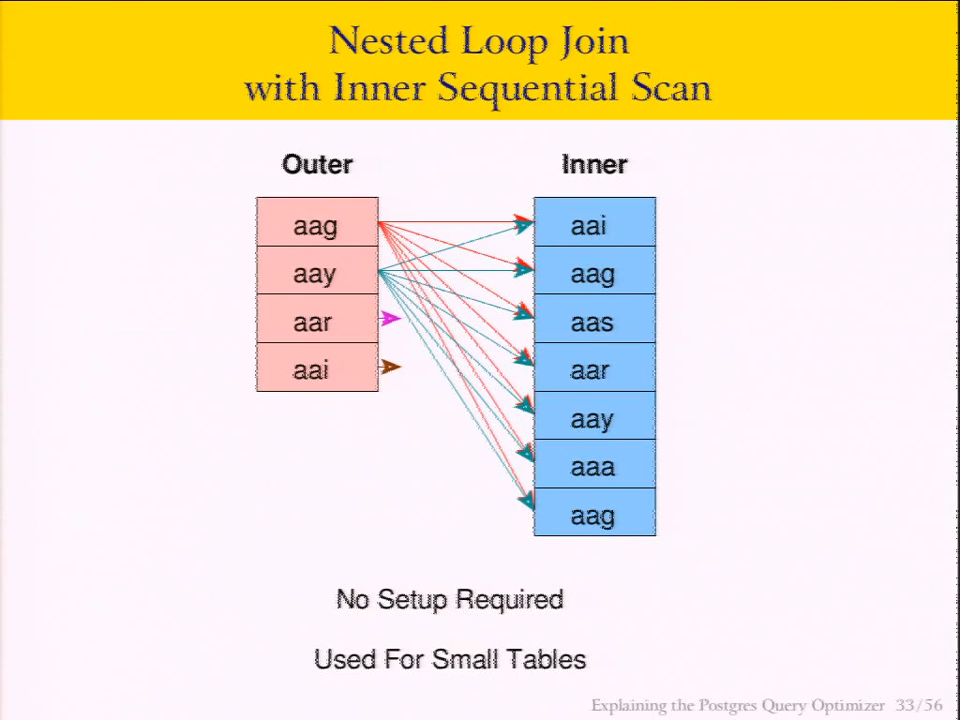 Nested Loop Join
with Inner Sequential Scan
Outer
Inner
aag
aay
aar
aai
aai
aag
aas
aar
aay
aaa
aag
No Setup Required
Used For Small Tables
Explaining the Postgres Query Optimizer 33/56